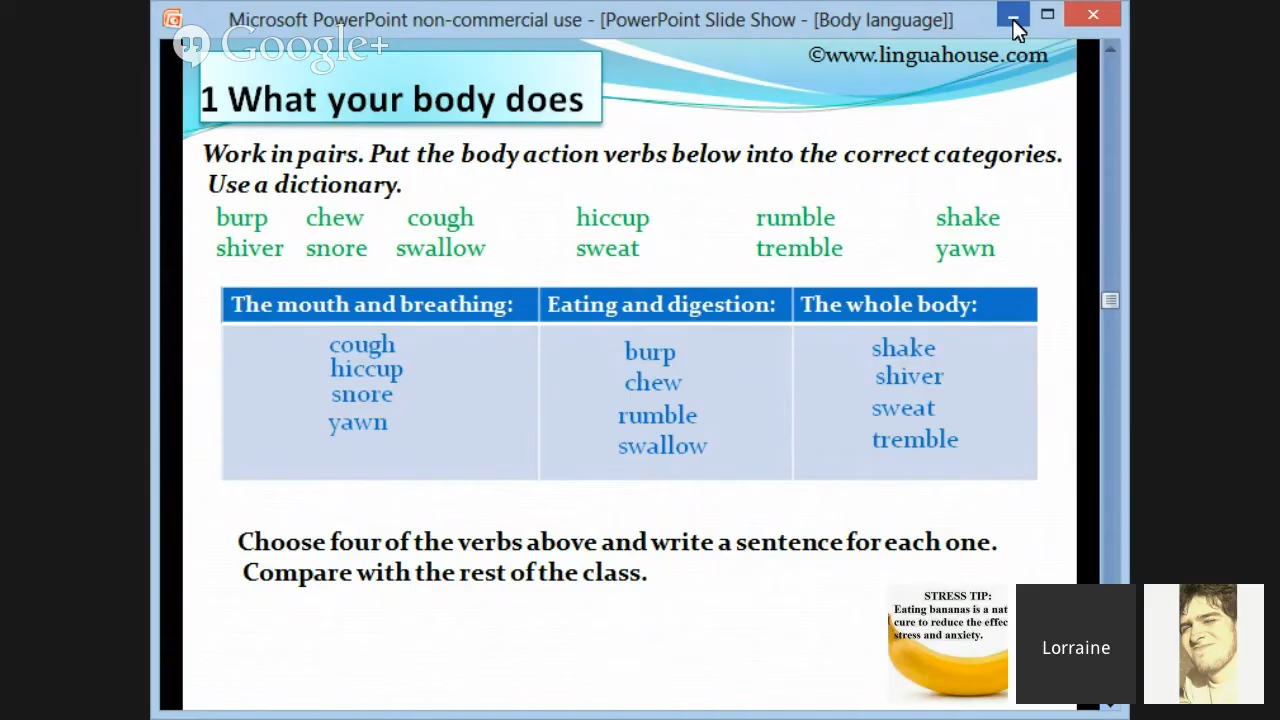 Microsoft PowerPoint non-commercial use - [PowerPoint Slide Show - [Body language]]
Google+
©www.linguahouse.com
1 What your body does
Work in pairs. Put the body action verbs below into the correct categories.
Use a dictionary.
burp chew cough hiccup rumble shake
shiver snore swallow sweat tremble yawn
The mouth and breathing: Eating and digestion: The whole body:
cough burp shake
hiccup chew shiver
snore rumble sweat
yawn swallow tremble
Choose four of the verbs above and write a sentence for each one.
Compare with the rest of the class.
STRESS TIP:
Eating bananas is a nat
cure to reduce the effec
stress and anxiety.
Lorraine